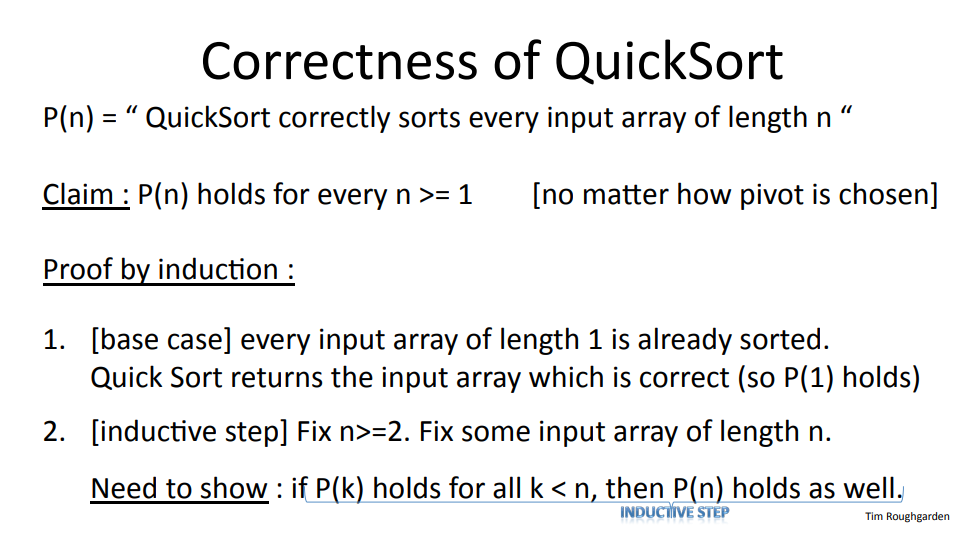 Correctness of QuickSort
P(n) = “ QuickSort correctly sorts every input array of length n “
Claim : P(n) holds for every n >= 1 [no matter how pivot is chosen]
Proof by induction :
1. [base case] every input array of length 1 is already sorted.
Quick Sort returns the input array which is correct (so P(1) holds)
2. [inductive step] Fix n>=2. Fix some input array of length n.
Need to show : if P(k) holds for all k < n, then P(n) holds as well.
INDUCTIVE STEP
Tim Roughgarden